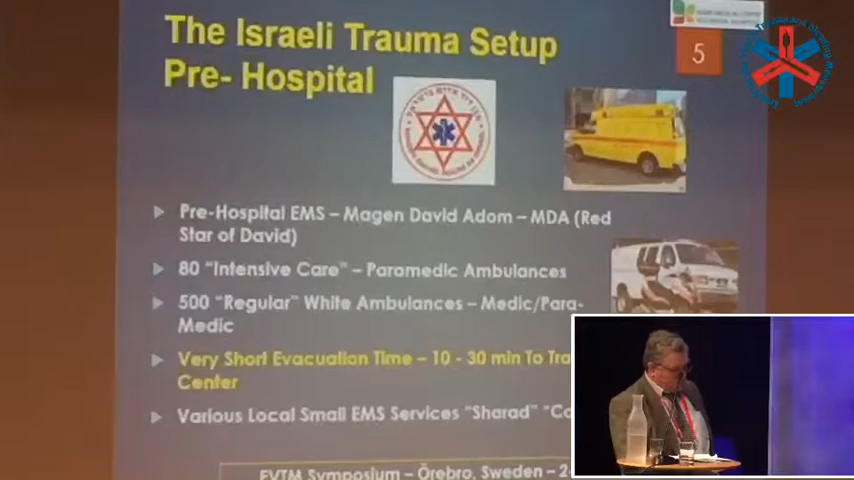 The Israeli Trauma Setup
5
Pre- Hospital
Pre-Hospital EMS – Magen David Adom – MDA (Red
Star of David)
80 "Intensive Care" – Paramedic Ambulances
500 "Regular" White Ambulances – Medic/Para-
Medic
Very Short Evacuation Time – 10 - 30 min To
Center
Various Local Small EMS Services "Sharad"
EVTM Symposium – Örebro, Sweden –